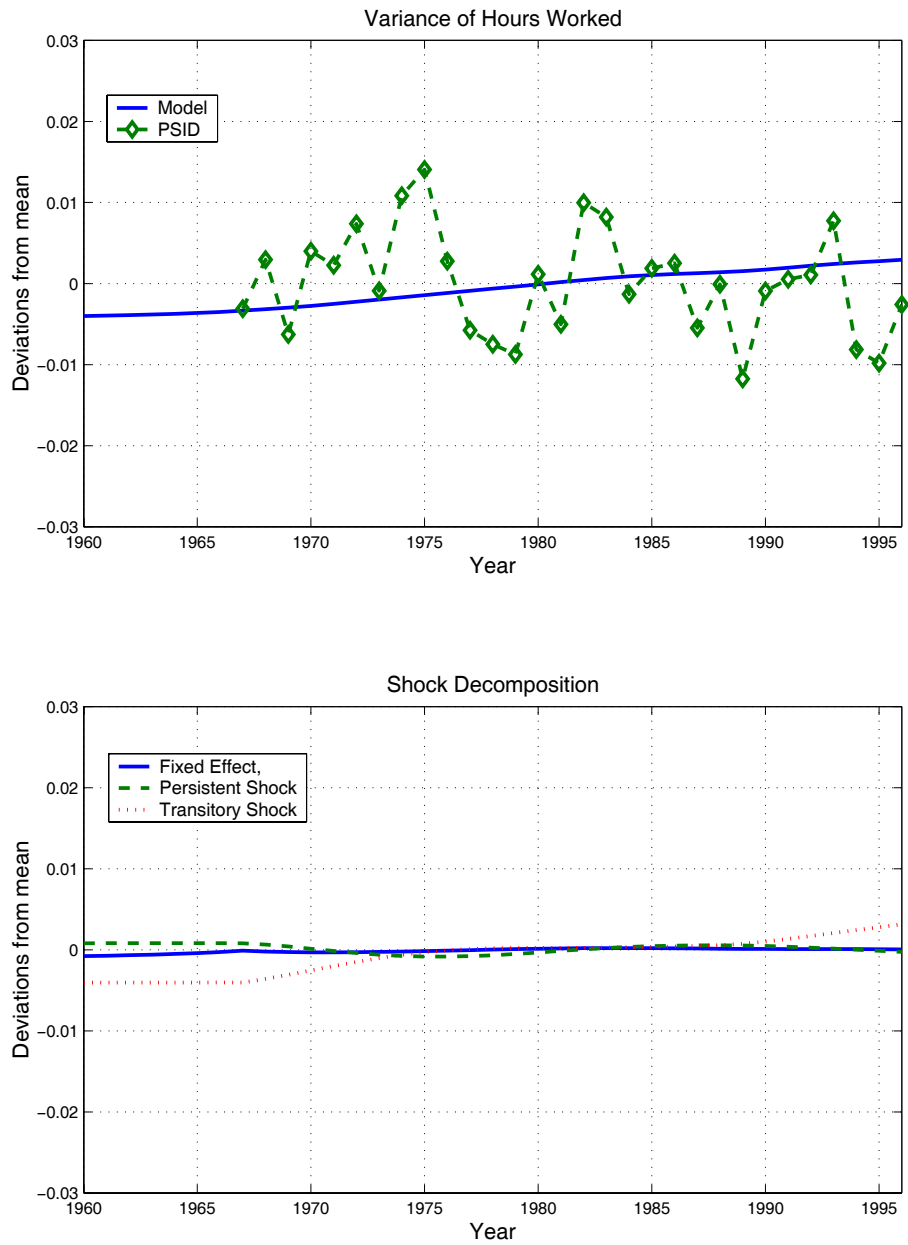 Variance of Hours Worked
0.03
0.02
0.01
0
−0.01
−0.02
−0.03
Deviations from mean
Model
PSID
1960 1965 1970 1975 1980 1985 1990 1995
Year
Shock Decomposition
0.03
0.02
0.01
0
−0.01
−0.02
−0.03
Deviations from mean
Fixed Effect,
Persistent Shock
Transitory Shock
1960 1965 1970 1975 1980 1985 1990 1995
Year